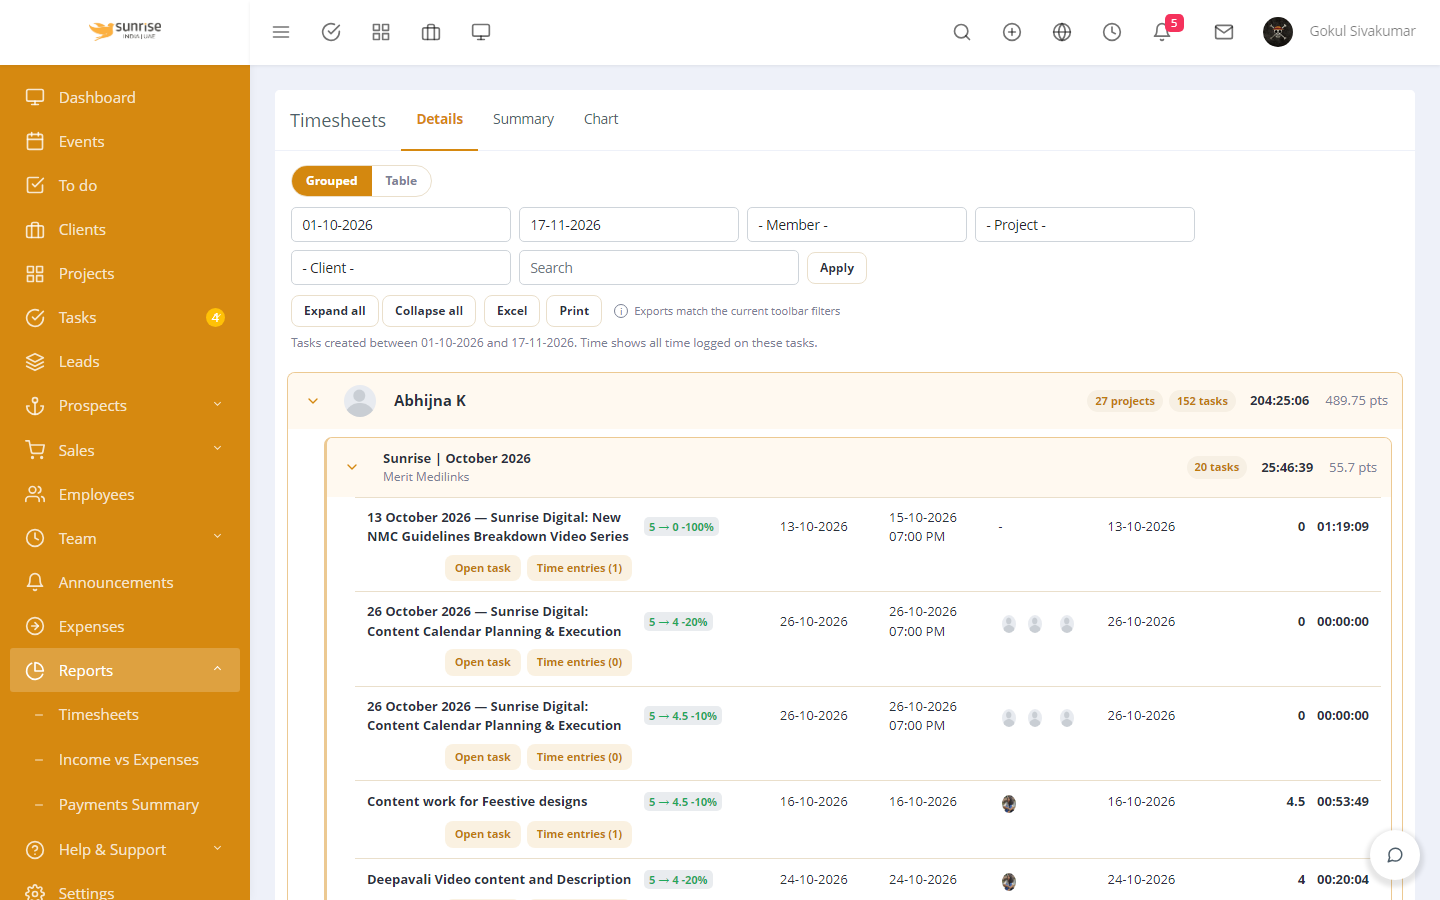 sunrise
INDIA | UAE
5
Gokul Sivakumar
Dashboard
Events
To do
Clients
Projects
Tasks
4
Leads
Prospects
Sales
Employees
Team
Announcements
Expenses
Reports
Timesheets
Income vs Expenses
Payments Summary
Help & Support
Settings
Timesheets
Details
Summary
Chart
Grouped
Table
01-10-2026
17-11-2026
- Member -
- Project -
- Client -
Search
Apply
Expand all
Collapse all
Excel
Print
Exports match the current toolbar filters
Tasks created between 01-10-2026 and 17-11-2026. Time shows all time logged on these tasks.
Abhijna K
27 projects
152 tasks
204:25:06
489.75 pts
Sunrise | October 2026
Merit Medilinks
20 tasks
25:46:39
55.7 pts
13 October 2026 — Sunrise Digital: New
NMC Guidelines Breakdown Video Series
5 → 0 -100%
13-10-2026
15-10-2026
07:00 PM
-
13-10-2026
0
01:19:09
Open task
Time entries (1)
26 October 2026 — Sunrise Digital:
Content Calendar Planning & Execution
5 → 4 -20%
26-10-2026
26-10-2026
07:00 PM
26-10-2026
0
00:00:00
Open task
Time entries (0)
26 October 2026 — Sunrise Digital:
Content Calendar Planning & Execution
5 → 4.5 -10%
26-10-2026
26-10-2026
07:00 PM
26-10-2026
0
00:00:00
Open task
Time entries (0)
Content work for Feestive designs
5 → 4.5 -10%
16-10-2026
16-10-2026
16-10-2026
4.5
00:53:49
Open task
Time entries (1)
Deepavali Video content and Description
5 → 4 -20%
24-10-2026
24-10-2026
24-10-2026
4
00:20:04